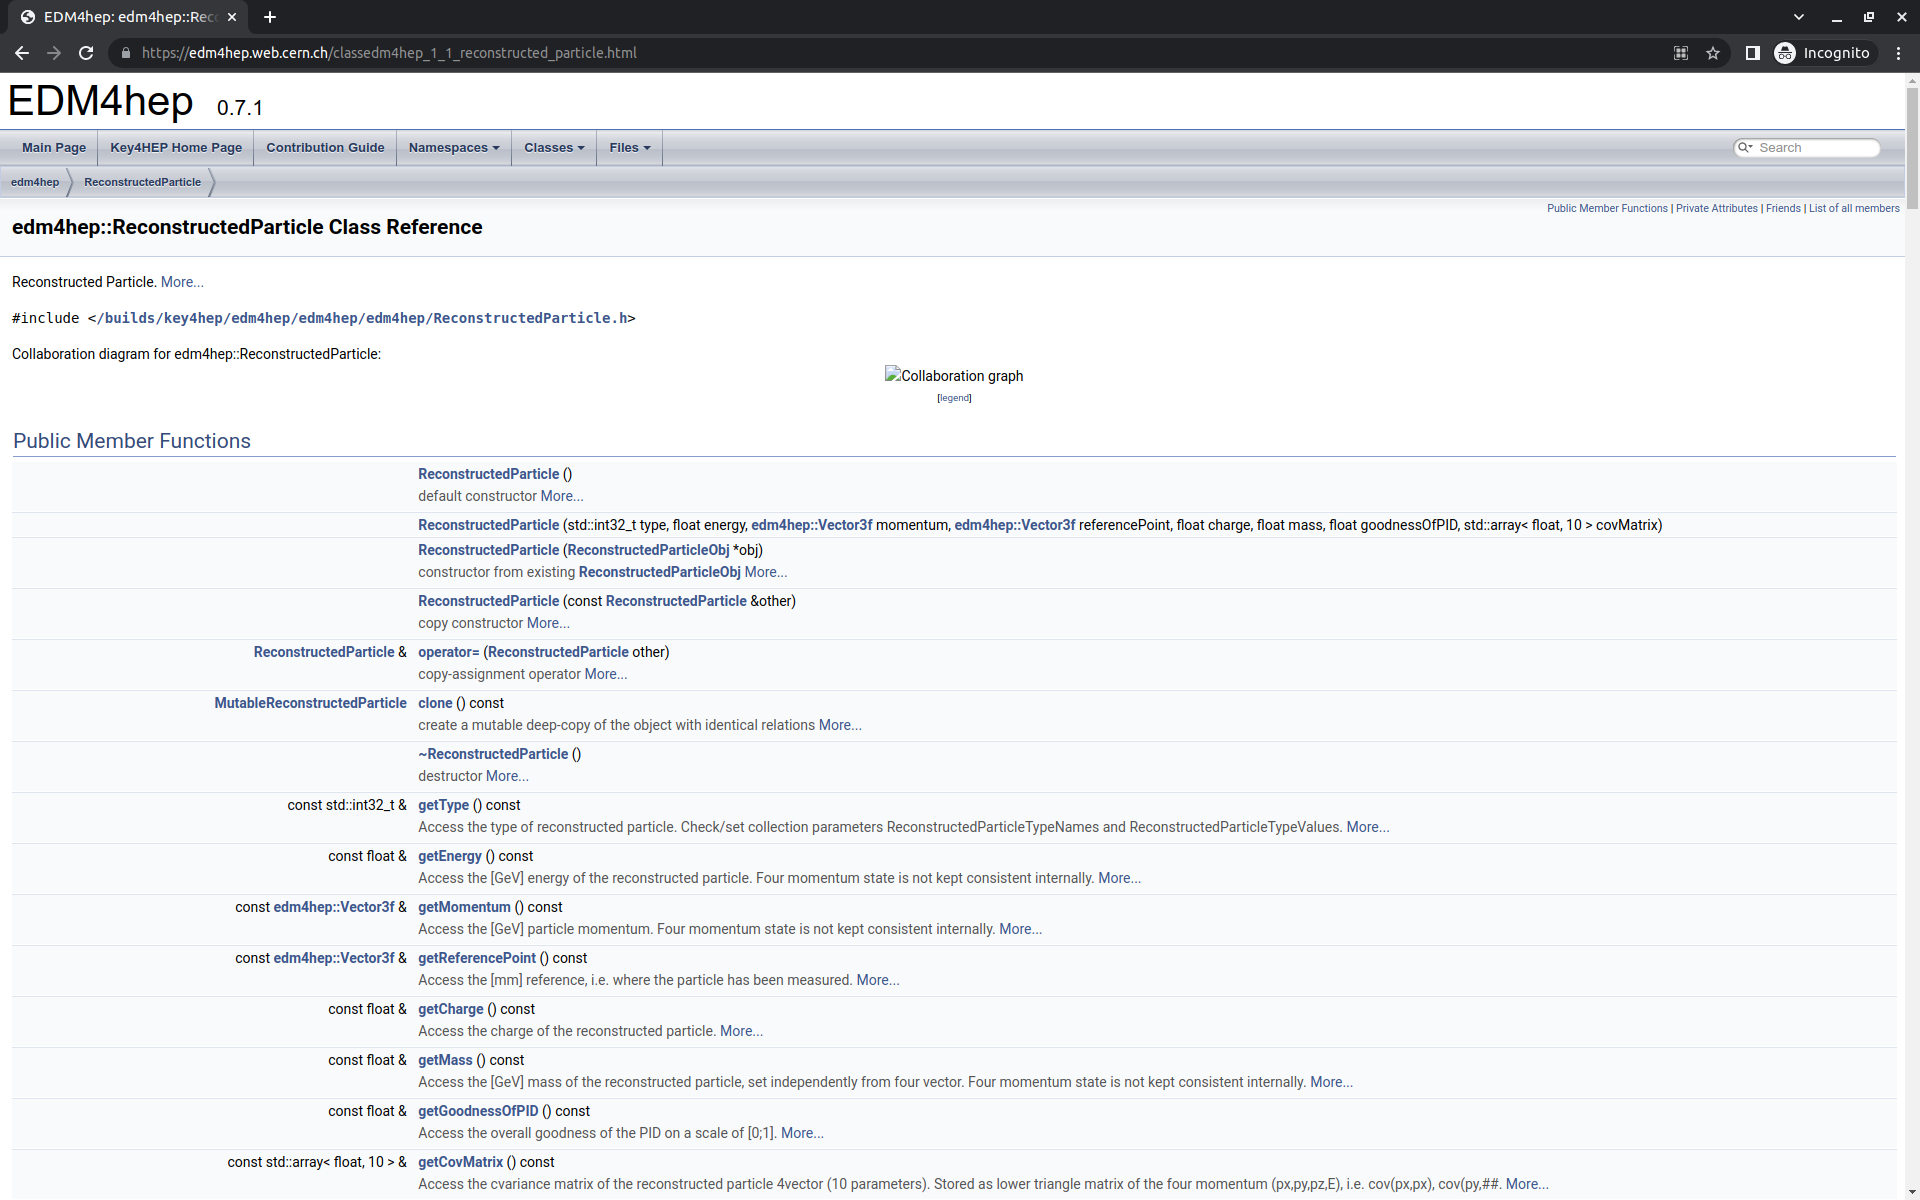 EDM4hep: edm4hep::Rec
https://edm4hep.web.cern.ch/classedm4hep_1_1_reconstructed_particle.html
Incognito
EDM4hep 0.7.1
Main Page Key4HEP Home Page Contribution Guide Namespaces Classes Files Search
edm4hep ReconstructedParticle
Public Member Functions | Private Attributes | Friends | List of all members
edm4hep::ReconstructedParticle Class Reference
Reconstructed Particle. More...
#include </builds/key4hep/edm4hep/edm4hep/edm4hep/ReconstructedParticle.h>
Collaboration diagram for edm4hep::ReconstructedParticle:
Collaboration graph
[legend]
Public Member Functions
ReconstructedParticle ()
default constructor More...
ReconstructedParticle (std::int32_t type, float energy, edm4hep::Vector3f momentum, edm4hep::Vector3f referencePoint, float charge, float mass, float goodnessOfPID, std::array< float, 10 > covMatrix)
ReconstructedParticle (ReconstructedParticleObj *obj)
constructor from existing ReconstructedParticleObj More...
ReconstructedParticle (const ReconstructedParticle &other)
copy constructor More...
ReconstructedParticle & operator= (ReconstructedParticle other)
copy-assignment operator More...
MutableReconstructedParticle clone () const
create a mutable deep-copy of the object with identical relations More...
~ReconstructedParticle ()
destructor More...
const std::int32_t & getType () const
Access the type of reconstructed particle. Check/set collection parameters ReconstructedParticleTypeNames and ReconstructedParticleTypeValues. More...
const float & getEnergy () const
Access the [GeV] energy of the reconstructed particle. Four momentum state is not kept consistent internally. More...
const edm4hep::Vector3f & getMomentum () const
Access the [GeV] particle momentum. Four momentum state is not kept consistent internally. More...
const edm4hep::Vector3f & getReferencePoint () const
Access the [mm] reference, i.e. where the particle has been measured. More...
const float & getCharge () const
Access the charge of the reconstructed particle. More...
const float & getMass () const
Access the [GeV] mass of the reconstructed particle, set independently from four vector. Four momentum state is not kept consistent internally. More...
const float & getGoodnessOfPID () const
Access the overall goodness of the PID on a scale of [0;1]. More...
const std::array< float, 10 > & getCovMatrix () const
Access the cvariance matrix of the reconstructed particle 4vector (10 parameters). Stored as lower triangle matrix of the four momentum (px,py,pz,E), i.e. cov(px,px), cov(py,##. More...